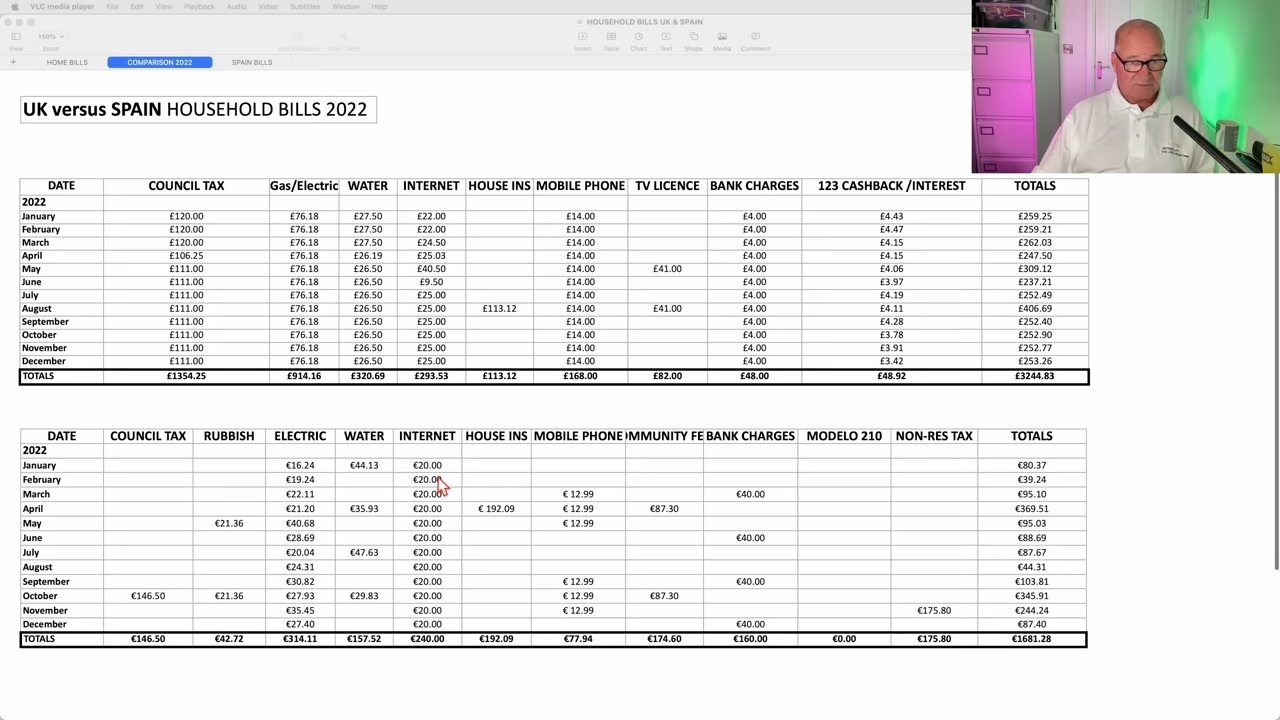 VLC media player File Edit View Playback Audio Video Subtitles Window Help
HOUSEHOLD BILLS UK & SPAIN
150%
View Zoom Add Category Pivot Table Insert Table Chart Text Shape Media Comment
+ HOME BILLS COMPARISON 2022 SPAIN BILLS
UK versus SPAIN HOUSEHOLD BILLS 2022
DATE COUNCIL TAX Gas/Electric WATER INTERNET HOUSE INS MOBILE PHONE TV LICENCE BANK CHARGES 123 CASHBACK /INTEREST TOTALS
2022
January £120.00 £76.18 £27.50 £22.00 £14.00 £4.00 £4.43 £259.25
February £120.00 £76.18 £27.50 £22.00 £14.00 £4.00 £4.47 £259.21
March £120.00 £76.18 £27.50 £24.50 £14.00 £4.00 £4.15 £262.03
April £106.25 £76.18 £26.19 £25.03 £14.00 £4.00 £4.15 £247.50
May £111.00 £76.18 £26.50 £40.50 £14.00 £41.00 £4.00 £4.06 £309.12
June £111.00 £76.18 £26.50 £9.50 £14.00 £4.00 £3.97 £237.21
July £111.00 £76.18 £26.50 £25.00 £14.00 £4.00 £4.19 £252.49
August £111.00 £76.18 £26.50 £25.00 £113.12 £14.00 £41.00 £4.00 £4.11 £406.69
September £111.00 £76.18 £26.50 £25.00 £14.00 £4.00 £4.28 £252.40
October £111.00 £76.18 £26.50 £25.00 £14.00 £4.00 £3.78 £252.90
November £111.00 £76.18 £26.50 £25.00 £14.00 £4.00 £3.91 £252.77
December £111.00 £76.18 £26.50 £25.00 £14.00 £4.00 £3.42 £253.26
TOTALS £1354.25 £914.16 £320.69 £293.53 £113.12 £168.00 £82.00 £48.00 £48.92 £3244.83
DATE COUNCIL TAX RUBBISH ELECTRIC WATER INTERNET HOUSE INS MOBILE PHONE OMMUNITY FE BANK CHARGES MODELO 210 NON-RES TAX TOTALS
2022
January €16.24 €44.13 €20.00 €80.37
February €19.24 €20.00 €39.24
March €22.11 €20.00 € 12.99 €40.00 €95.10
April €21.20 €35.93 €20.00 € 192.09 € 12.99 €87.30 €369.51
May €21.36 €40.68 €20.00 € 12.99 €95.03
June €28.69 €20.00 €40.00 €88.69
July €20.04 €47.63 €20.00 €87.67
August €24.31 €20.00 €44.31
September €30.82 €20.00 € 12.99 €40.00 €103.81
October €146.50 €21.36 €27.93 €29.83 €20.00 € 12.99 €87.30 €345.91
November €35.45 €20.00 € 12.99 €175.80 €244.24
December €27.40 €20.00 €40.00 €87.40
TOTALS €146.50 €42.72 €314.11 €157.52 €240.00 €192.09 €77.94 €174.60 €160.00 €0.00 €175.80 €1681.28